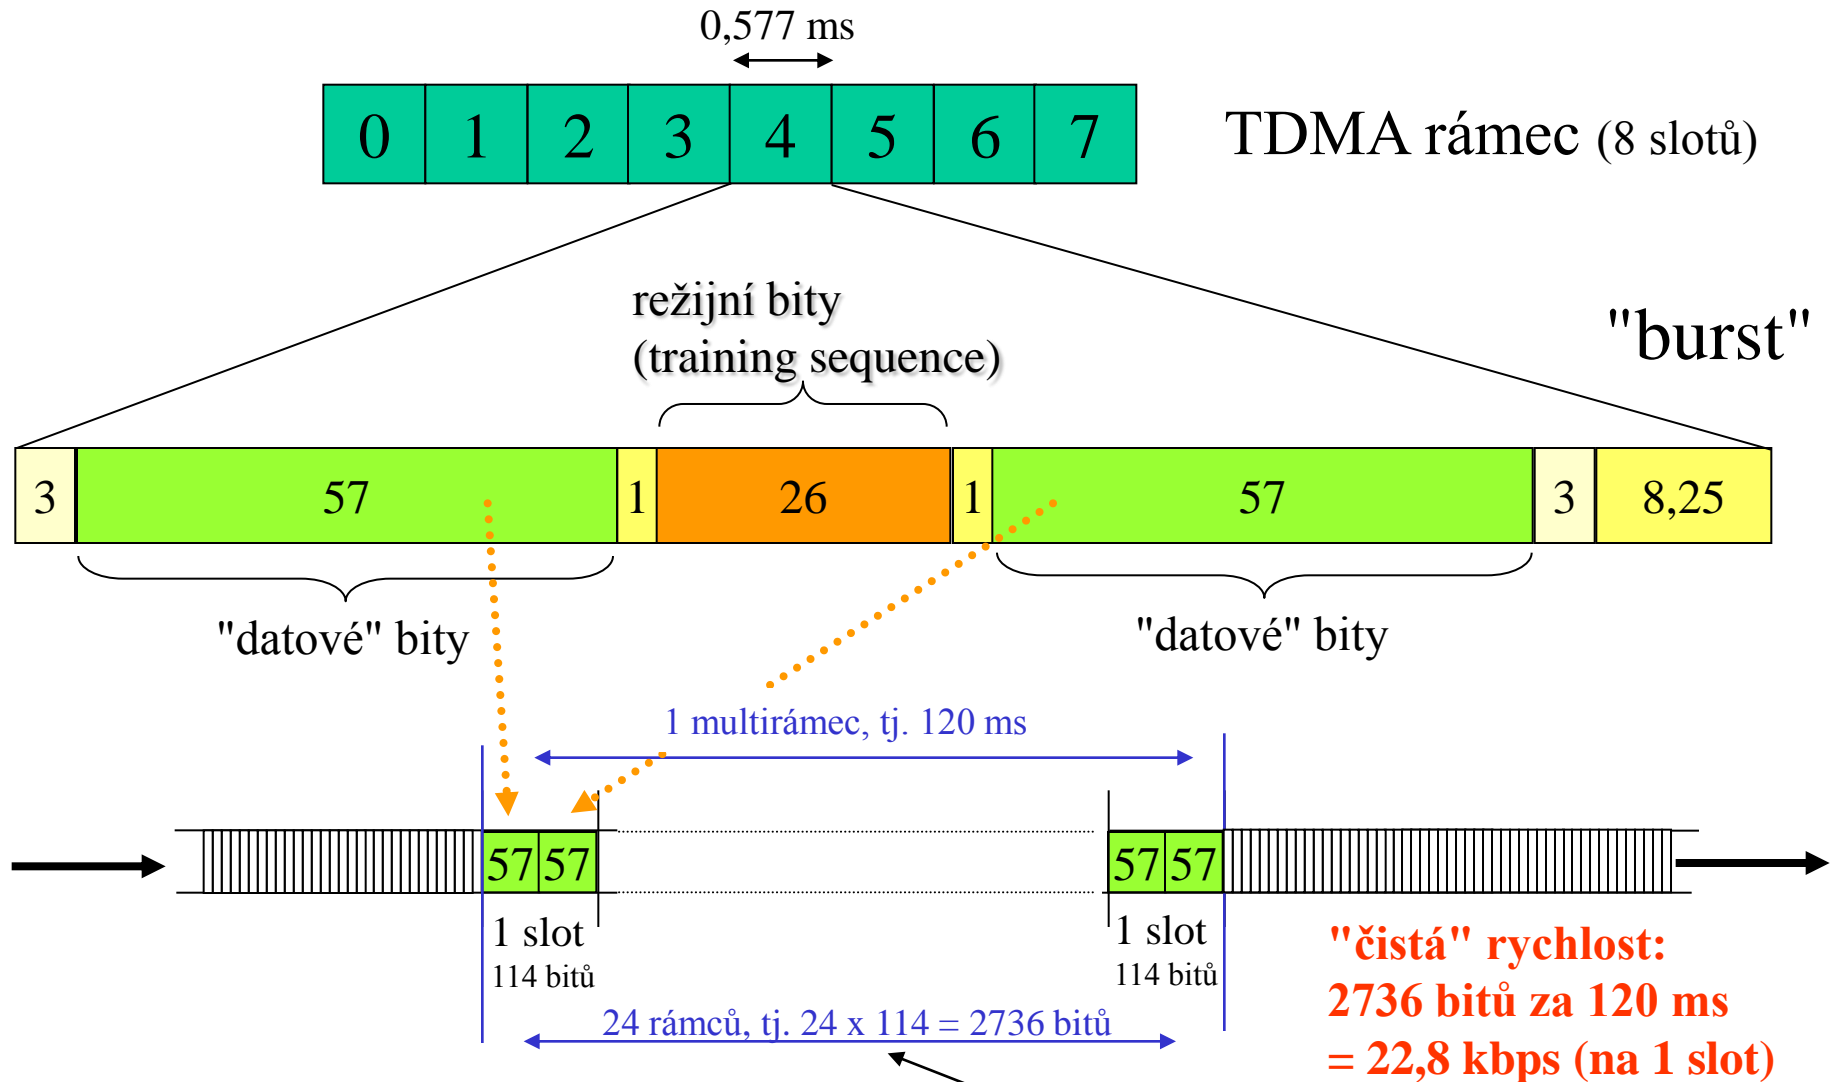 0,577 ms
0 1 2 3 4 5 6 7
TDMA rámec (8 slotů)
režijní bity
(training sequence)
"burst"
3 57 1 26 1 57 3 8,25
"datové" bity
"datové" bity
1 multirámec, tj. 120 ms
57 57
57 57
1 slot
114 bitů
1 slot
114 bitů
24 rámců, tj. 24 x 114 = 2736 bitů
"čistá" rychlost:
2736 bitů za 120 ms
= 22,8 kbps (na 1 slot)